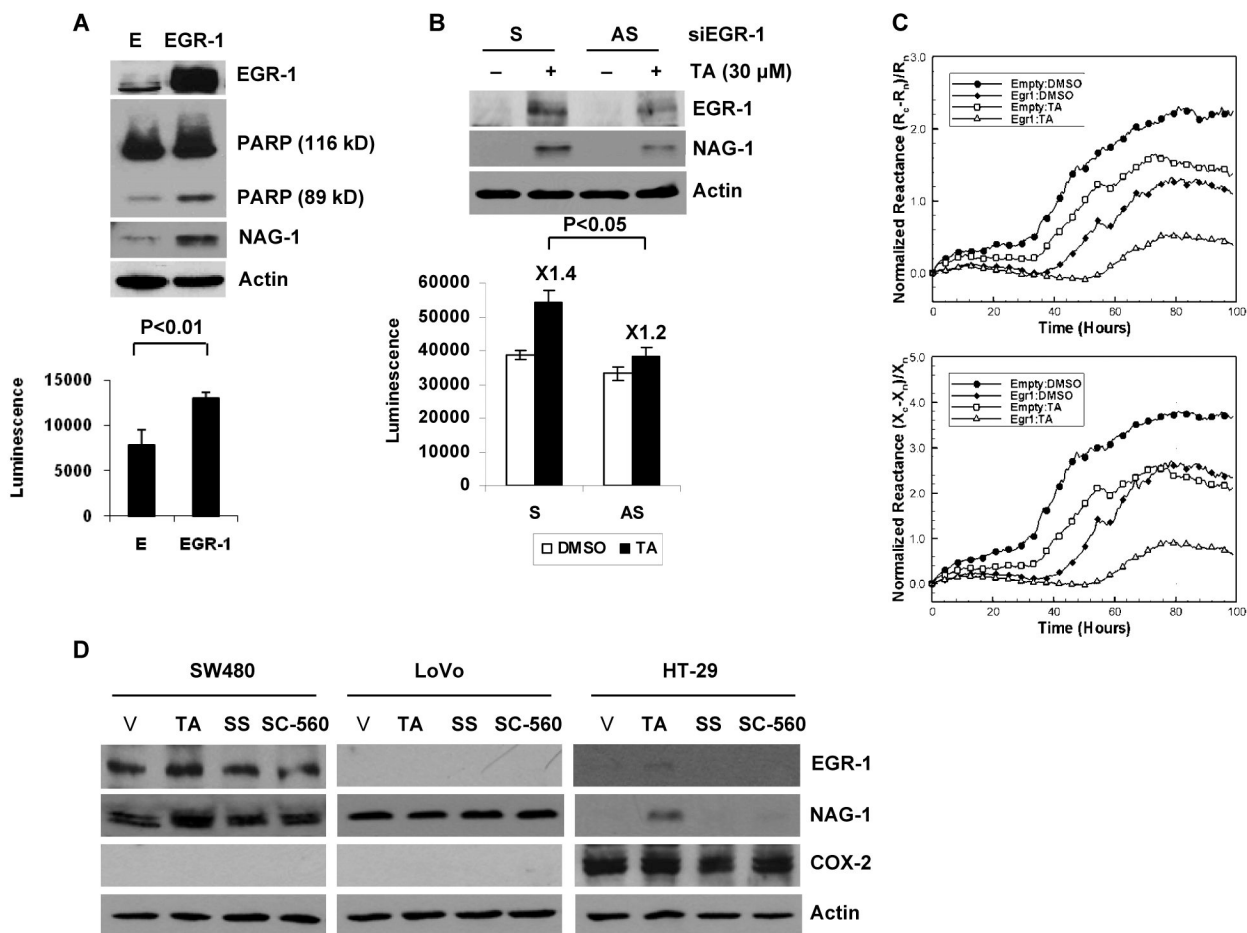 A
E EGR-1
EGR-1
PARP (116 kD)
PARP (89 kD)
NAG-1
Actin
P<0.01
Luminescence
15000
10000
5000
0
E EGR-1
B
S AS siEGR-1
– + – + TA (30 µM)
EGR-1
NAG-1
Actin
P<0.05
X1.4
X1.2
Luminescence
60000
50000
40000
30000
20000
10000
0
S AS
DMSO TA
C
Normalized Reactance (Rc-Rn)/Rn
Empty:DMSO
Egr1:DMSO
Empty:TA
Egr1:TA
3.0
2.0
1.0
0.0
0 20 40 60 80 100
Time (Hours)
Normalized Reactance (Xc-Xn)/Xn
Empty:DMSO
Egr1:DMSO
Empty:TA
Egr1:TA
5.0
4.0
3.0
2.0
1.0
0.0
0 20 40 60 80 100
Time (Hours)
D
SW480 LoVo HT-29
V TA SS SC-560 V TA SS SC-560 V TA SS SC-560
EGR-1
NAG-1
COX-2
Actin